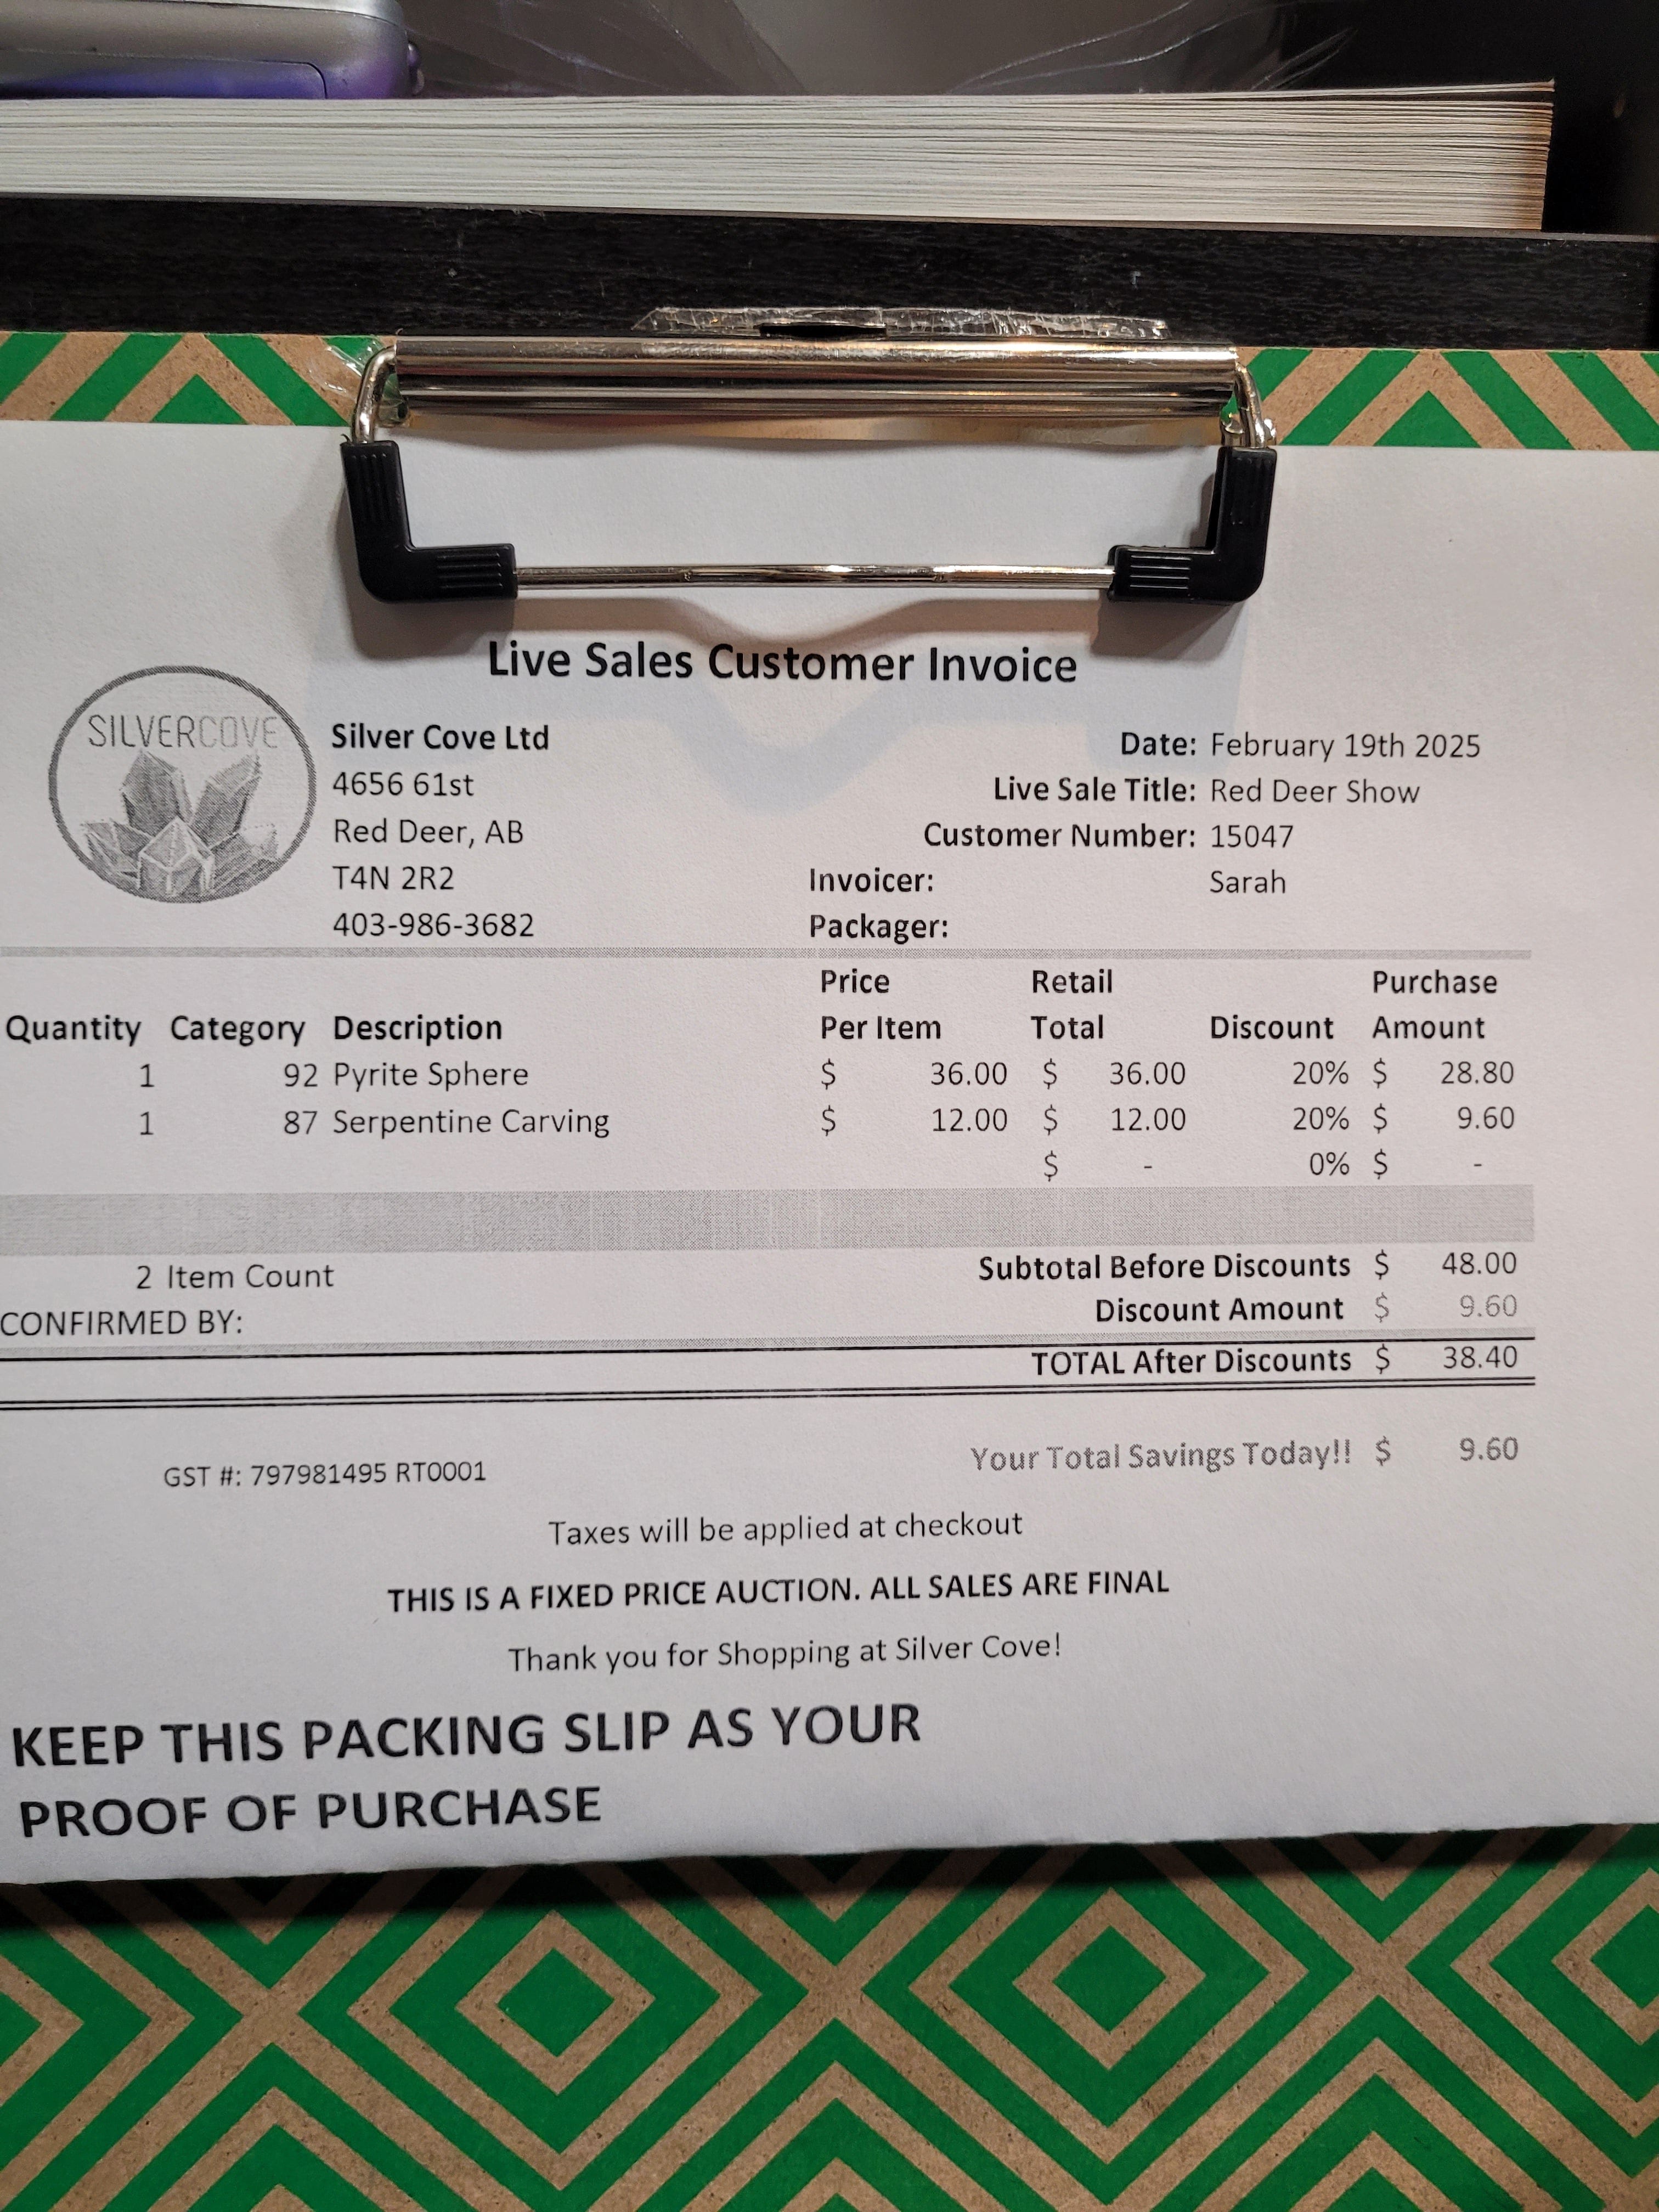 Live Sales Customer Invoice
SILVERCOVE
Silver Cove Ltd
4656 61st
Red Deer, AB
T4N 2R2
403-986-3682
Date: February 19th 2025
Live Sale Title: Red Deer Show
Customer Number: 15047
Invoicer: Sarah
Packager:
Quantity Category Description Price Per Item Retail Total Discount Purchase Amount
1 92 Pyrite Sphere $ 36.00 $ 36.00 20% $ 28.80
1 87 Serpentine Carving $ 12.00 $ 12.00 20% $ 9.60
$ - 0% $ -
2 Item Count
CONFIRMED BY:
Subtotal Before Discounts $ 48.00
Discount Amount $ 9.60
TOTAL After Discounts $ 38.40
GST #: 797981495 RT0001
Your Total Savings Today!! $ 9.60
Taxes will be applied at checkout
THIS IS A FIXED PRICE AUCTION. ALL SALES ARE FINAL
Thank you for Shopping at Silver Cove!
KEEP THIS PACKING SLIP AS YOUR
PROOF OF PURCHASE